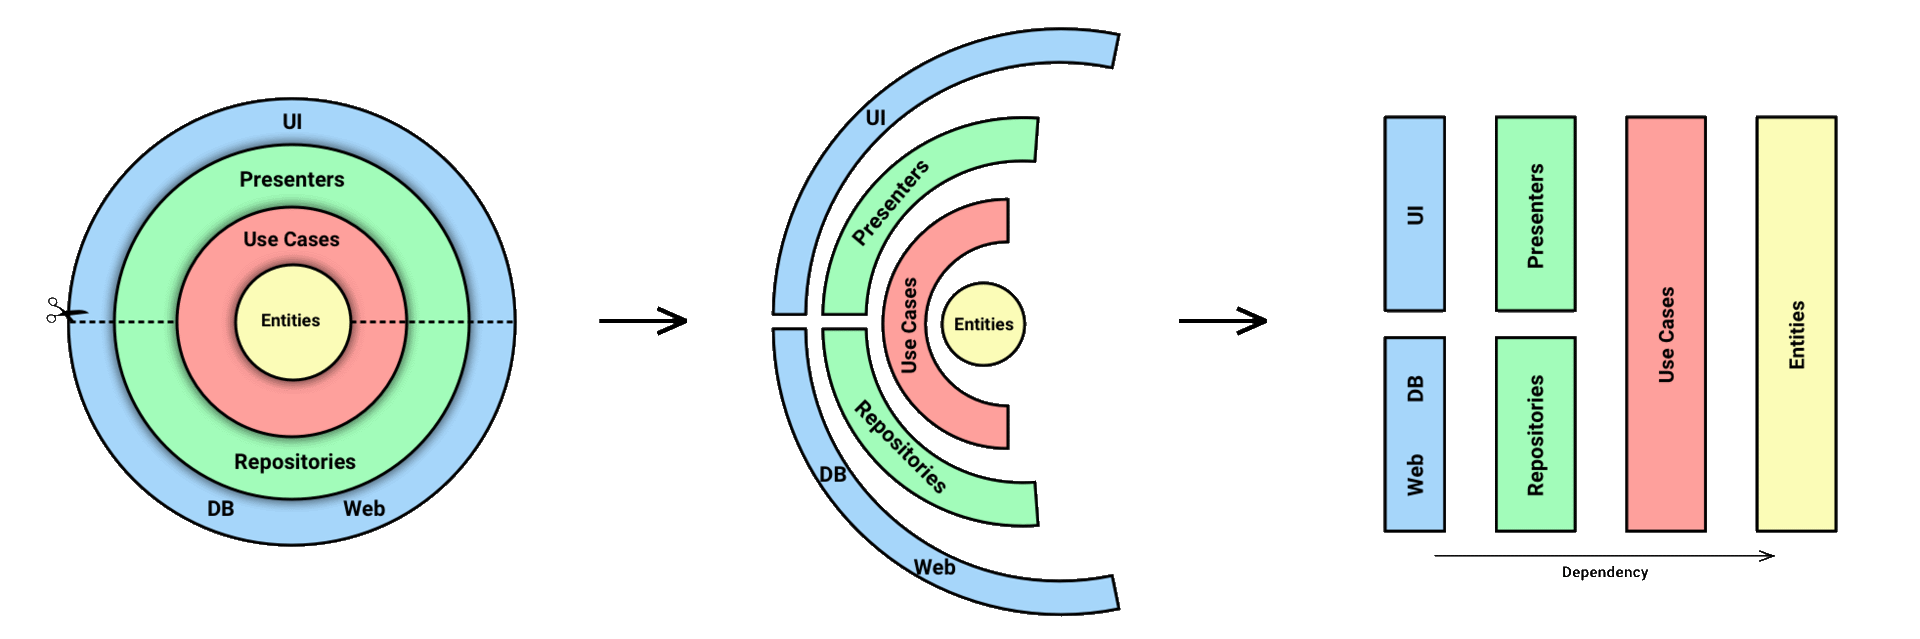 UI
Presenters
Use Cases
Entities
Repositories
DB
Web
UI
Presenters
Use Cases
Entities
Repositories
DB
Web
UI
Presenters
Use Cases
Entities
DB
Web
Repositories
Dependency